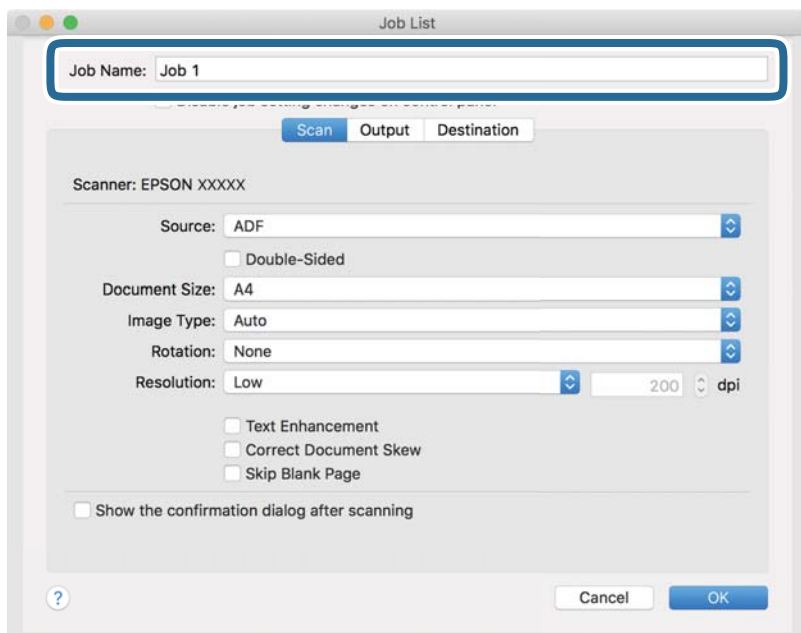 Job List
Job Name: Job 1
Scan Output Destination
Scanner: EPSON XXXXX
Source: ADF
Double-Sided
Document Size: A4
Image Type: Auto
Rotation: None
Resolution: Low 200 dpi
Text Enhancement
Correct Document Skew
Skip Blank Page
Show the confirmation dialog after scanning
? Cancel OK